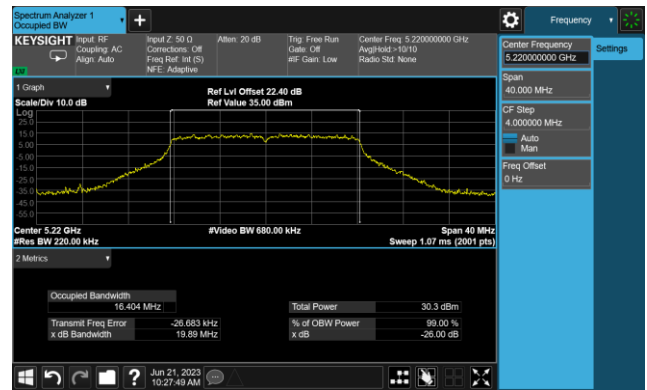 Spectrum Analyzer 1
Occupied BW
Frequency
KEYSIGHT
Input: RF
Coupling: AC
Align: Auto
Input Z: 50 Ω
Corrections: Off
Freq Ref: Int (S)
NFE: Adaptive
Atten: 20 dB
Trig: Free Run
Gate: Off
#IF Gain: Low
Center Freq: 5.220000000 GHz
Avg|Hold:>10/10
Radio Std: None
LU
Center Frequency
5.220000000 GHz
Settings
Span
40.000 MHz
CF Step
4.000000 MHz
Auto
Man
Freq Offset
0 Hz
1 Graph
Scale/Div 10.0 dB
Ref Lvl Offset 22.40 dB
Ref Value 35.00 dBm
Log
25.0
15.0
5.00
-5.00
-15.0
-25.0
-35.0
-45.0
-55.0
Center 5.22 GHz
#Res BW 220.00 kHz
#Video BW 680.00 kHz
Span 40 MHz
Sweep 1.07 ms (2001 pts)
2 Metrics
Occupied Bandwidth
16.404 MHz
Total Power 30.3 dBm
Transmit Freq Error -26.683 kHz
% of OBW Power 99.00 %
x dB Bandwidth 19.89 MHz
x dB -26.00 dB
?
Jun 21, 2023
10:27:49 AM